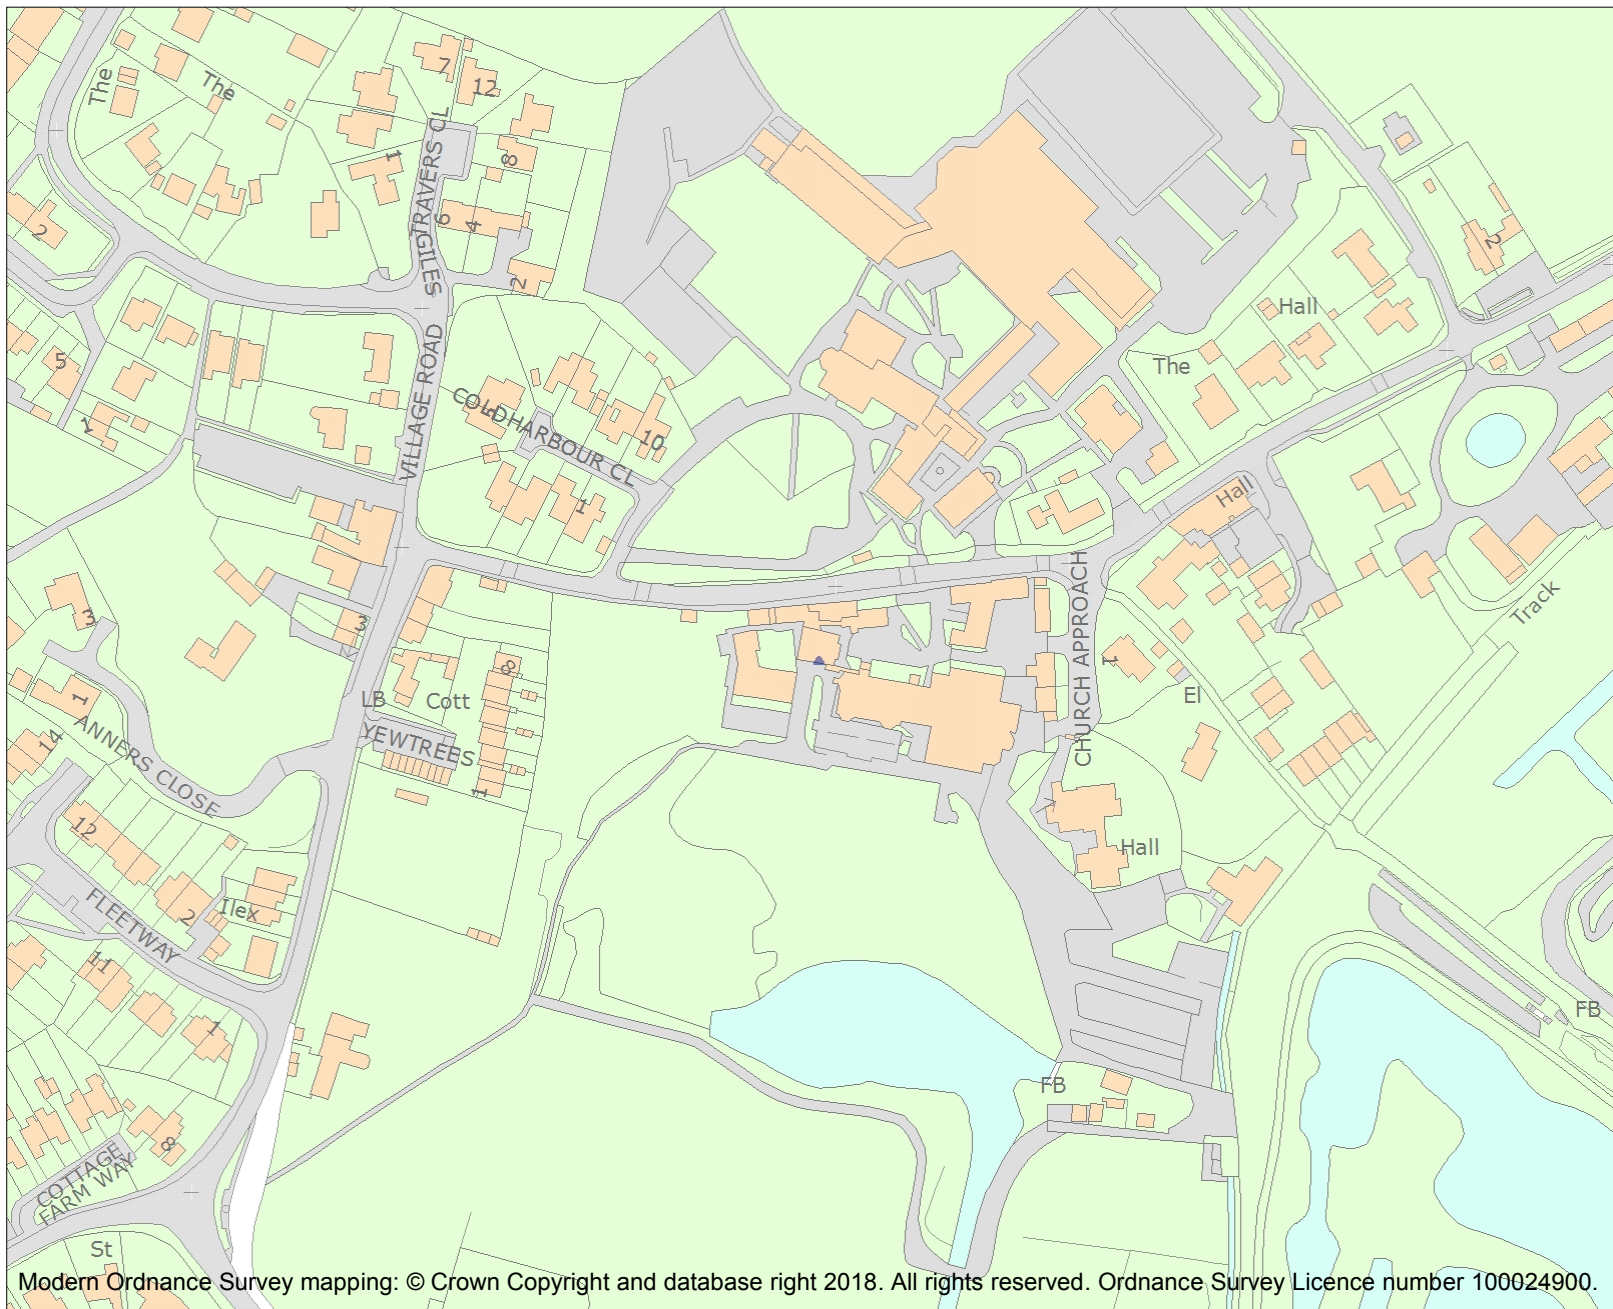 The
The
7
12
TRAVERS CL
1
8
6
4
2
2
2
GILES
Hall
VILLAGE ROAD
The
5
COLDHARBOUR CL
10
1
1
Hall
CHURCH APPROACH
Track
3
3
8
1
El
LB
Cott
1
14
YEWTREES
ANNERS CLOSE
1
12
Hall
Ilex
2
FLEETWAY
11
FB
1
FB
8
COTTAGE
FARM WAY
St
Modern Ordnance Survey mapping: © Crown Copyright and database right 2018. All rights reserved. Ordnance Survey Licence number 100024900.